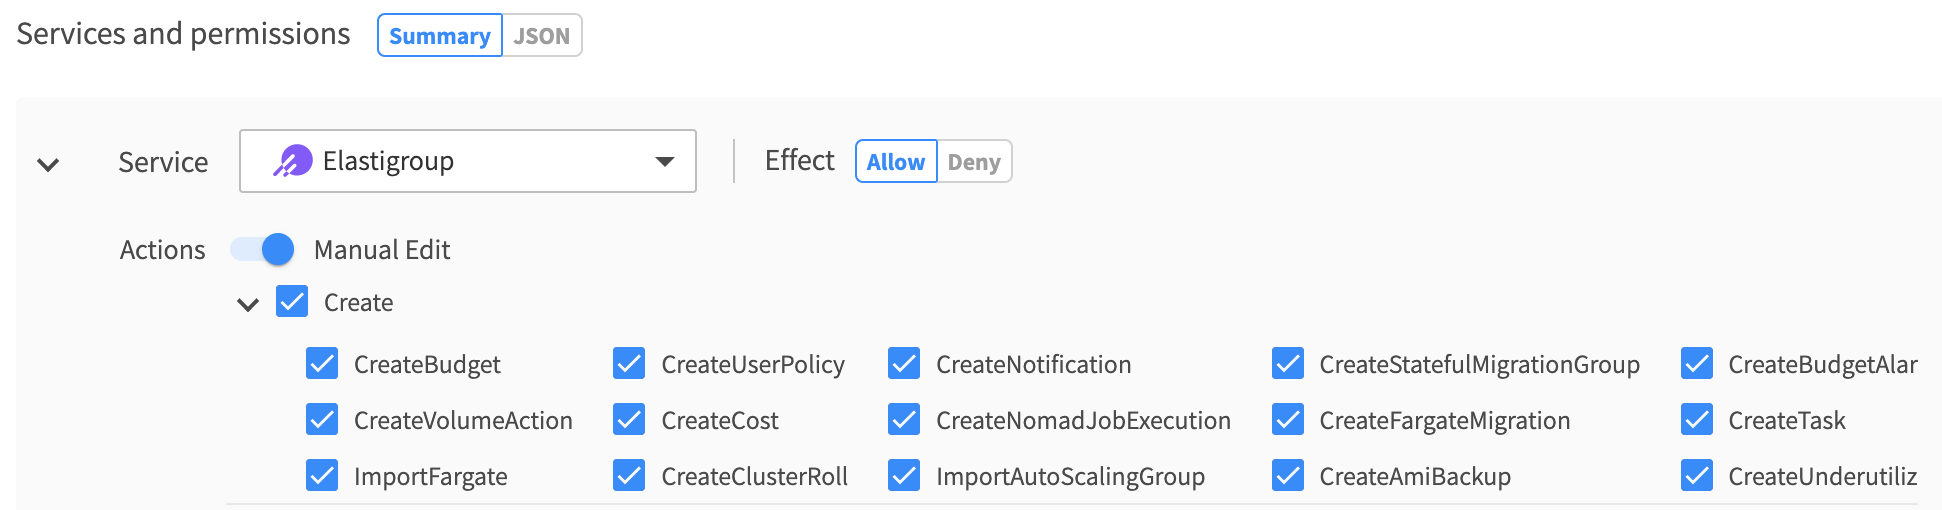 Services and permissions Summary JSON
Service Elastigroup Effect Allow Deny
Actions Manual Edit
Create
CreateBudget CreateUserPolicy CreateNotification CreateStatefulMigrationGroup CreateBudgetAlar
CreateVolumeAction CreateCost CreateNomadJobExecution CreateFargateMigration CreateTask
ImportFargate CreateClusterRoll ImportAutoScalingGroup CreateAmiBackup CreateUnderutiliz